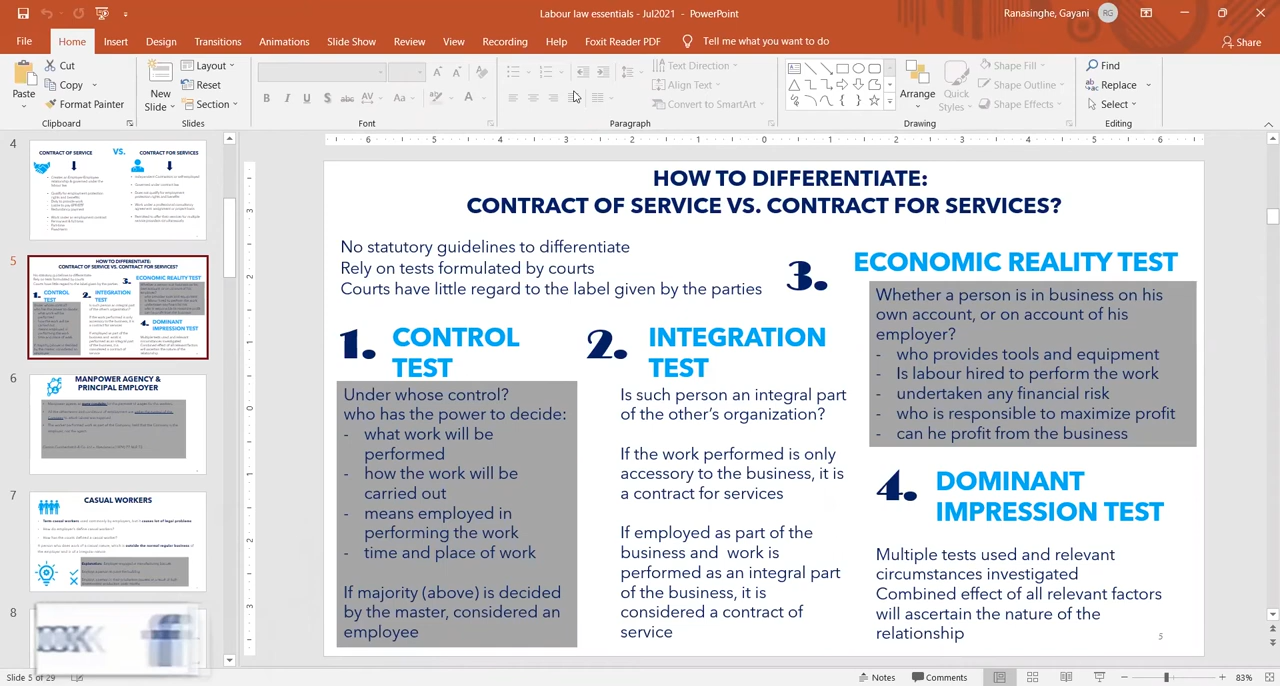 Labour law essentials - Jul2021 - PowerPoint
Ranasinghe, Gayani
RG
File Home Insert Design Transitions Animations Slide Show Review View Recording Help Foxit Reader PDF Tell me what you want to do
Share
Paste
Cut
Copy
Format Painter
Clipboard
New Slide
Layout
Reset
Section
Slides
B I U S abc AV Aa A
Font
Text Direction
Align Text
Convert to SmartArt
Paragraph
Arrange
Quick Styles
Shape Fill
Shape Outline
Shape Effects
Drawing
Find
Replace
Select
Editing
4
CONTRACT OF SERVICE VS. CONTRACT FOR SERVICES
5
6
MANPOWER AGENCY &
PRINCIPAL EMPLOYER
7
CASUAL WORKERS
8
HOW TO DIFFERENTIATE:
CONTRACT OF SERVICE VS. CONTRACT FOR SERVICES?
No statutory guidelines to differentiate
Rely on tests formulated by courts
Courts have little regard to the label given by the parties
1. CONTROL
TEST
Under whose control?
who has the power to decide:
- what work will be
performed
- how the work will be
carried out
- means employed in
performing the work
- time and place of work
If majority (above) is decided
by the master, considered an
employee
2. INTEGRATION
TEST
Is such person an integral part
of the other's organization?
If the work performed is only
accessory to the business, it is
a contract for services
If employed as part of the
business and work is
performed as an integral part
of the business, it is
considered a contract of
service
3. ECONOMIC REALITY TEST
Whether a person is in business on his
own account, or on account of his
employer?
- who provides tools and equipment
- Is labour hired to perform the work
- undertaken any financial risk
- who is responsible to maximize profit
- can he profit from the business
4. DOMINANT
IMPRESSION TEST
Multiple tests used and relevant
circumstances investigated
Combined effect of all relevant factors
will ascertain the nature of the
relationship
5
Slide 5 of 29
Notes
Comments
83%